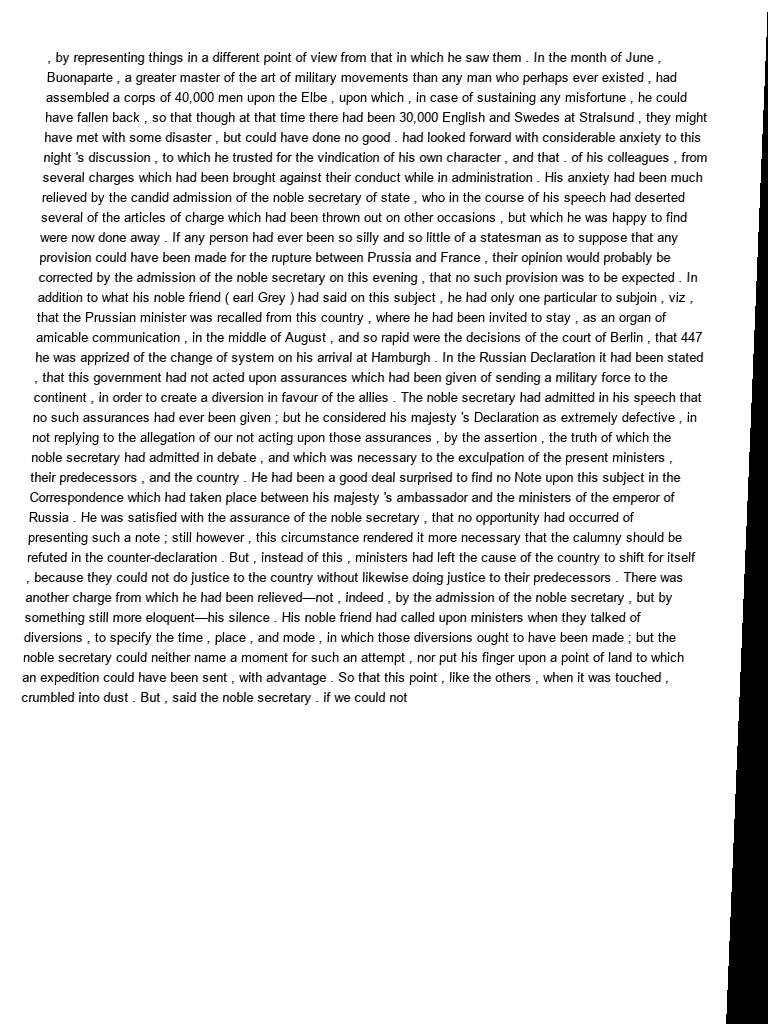 , by representing things in a different point of view from that in which he saw them . In the month of June ,
Buonaparte , a greater master of the art of military movements than any man who perhaps ever existed , had
assembled a corps of 40,000 men upon the Elbe , upon which , in case of sustaining any misfortune , he could
have fallen back , so that though at that time there had been 30,000 English and Swedes at Stralsund , they might
have met with some disaster , but could have done no good . had looked forward with considerable anxiety to this
night 's discussion , to which he trusted for the vindication of his own character , and that . of his colleagues , from
several charges which had been brought against their conduct while in administration . His anxiety had been much
relieved by the candid admission of the noble secretary of state , who in the course of his speech had deserted
several of the articles of charge which had been thrown out on other occasions , but which he was happy to find
were now done away . If any person had ever been so silly and so little of a statesman as to suppose that any
provision could have been made for the rupture between Prussia and France , their opinion would probably be
corrected by the admission of the noble secretary on this evening , that no such provision was to be expected . In
addition to what his noble friend ( earl Grey ) had said on this subject , he had only one particular to subjoin , viz ,
that the Prussian minister was recalled from this country , where he had been invited to stay , as an organ of
amicable communication , in the middle of August , and so rapid were the decisions of the court of Berlin , that 447
he was apprized of the change of system on his arrival at Hamburgh . In the Russian Declaration it had been stated
, that this government had not acted upon assurances which had been given of sending a military force to the
continent , in order to create a diversion in favour of the allies . The noble secretary had admitted in his speech that
no such assurances had ever been given ; but he considered his majesty 's Declaration as extremely defective , in
not replying to the allegation of our not acting upon those assurances , by the assertion , the truth of which the
noble secretary had admitted in debate , and which was necessary to the exculpation of the present ministers ,
their predecessors , and the country . He had been a good deal surprised to find no Note upon this subject in the
Correspondence which had taken place between his majesty 's ambassador and the ministers of the emperor of
Russia . He was satisfied with the assurance of the noble secretary , that no opportunity had occurred of
presenting such a note ; still however , this circumstance rendered it more necessary that the calumny should be
refuted in the counter-declaration . But , instead of this , ministers had left the cause of the country to shift for itself
, because they could not do justice to the country without likewise doing justice to their predecessors . There was
another charge from which he had been relieved—not , indeed , by the admission of the noble secretary , but by
something still more eloquent—his silence . His noble friend had called upon ministers when they talked of
diversions , to specify the time , place , and mode , in which those diversions ought to have been made ; but the
noble secretary could neither name a moment for such an attempt , nor put his finger upon a point of land to which
an expedition could have been sent , with advantage . So that this point , like the others , when it was touched ,
crumbled into dust . But , said the noble secretary . if we could not